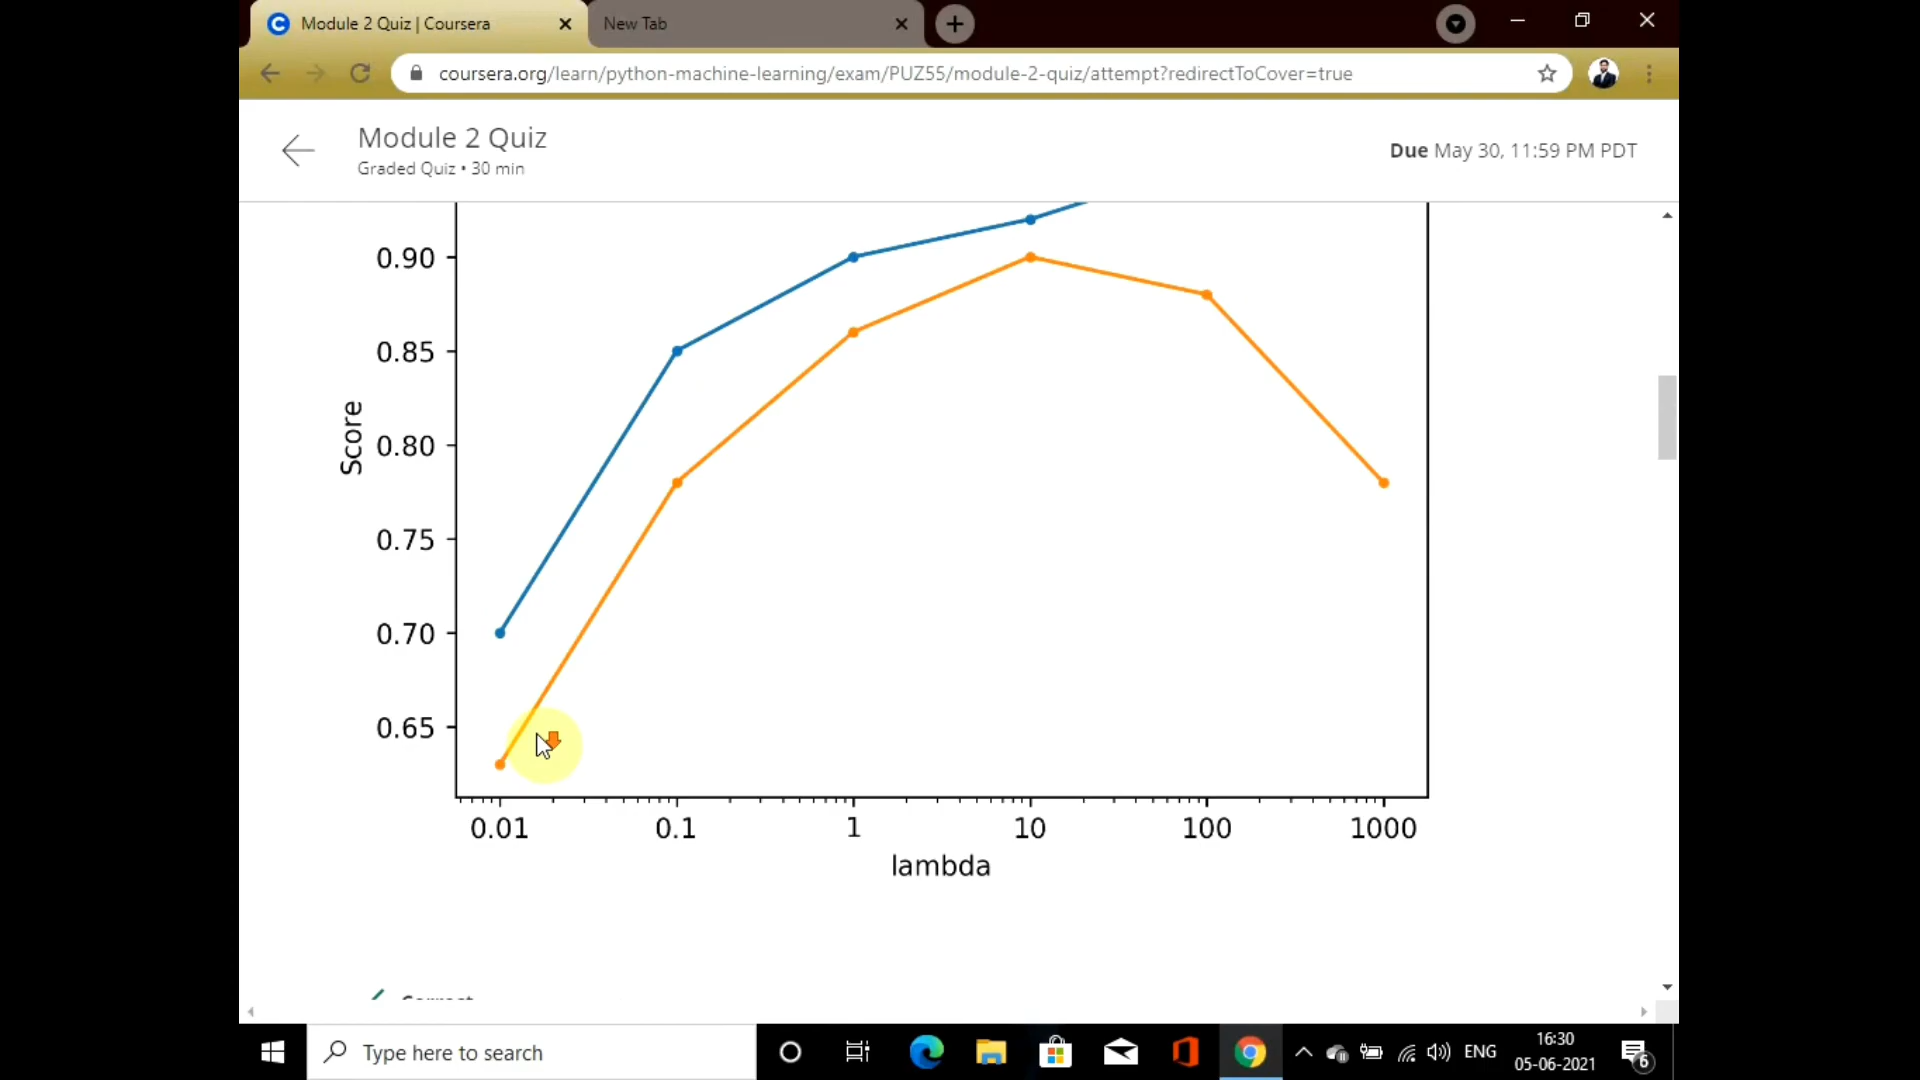 Module 2 Quiz | Coursera
New Tab
coursera.org/learn/python-machine-learning/exam/PUZ55/module-2-quiz/attempt?redirectToCover=true
Module 2 Quiz
Graded Quiz • 30 min
Due May 30, 11:59 PM PDT
0.90
0.85
0.80
0.75
0.70
0.65
Score
0.01 0.1 1 10 100 1000
lambda
Correct
Type here to search
ENG
16:30
05-06-2021
6